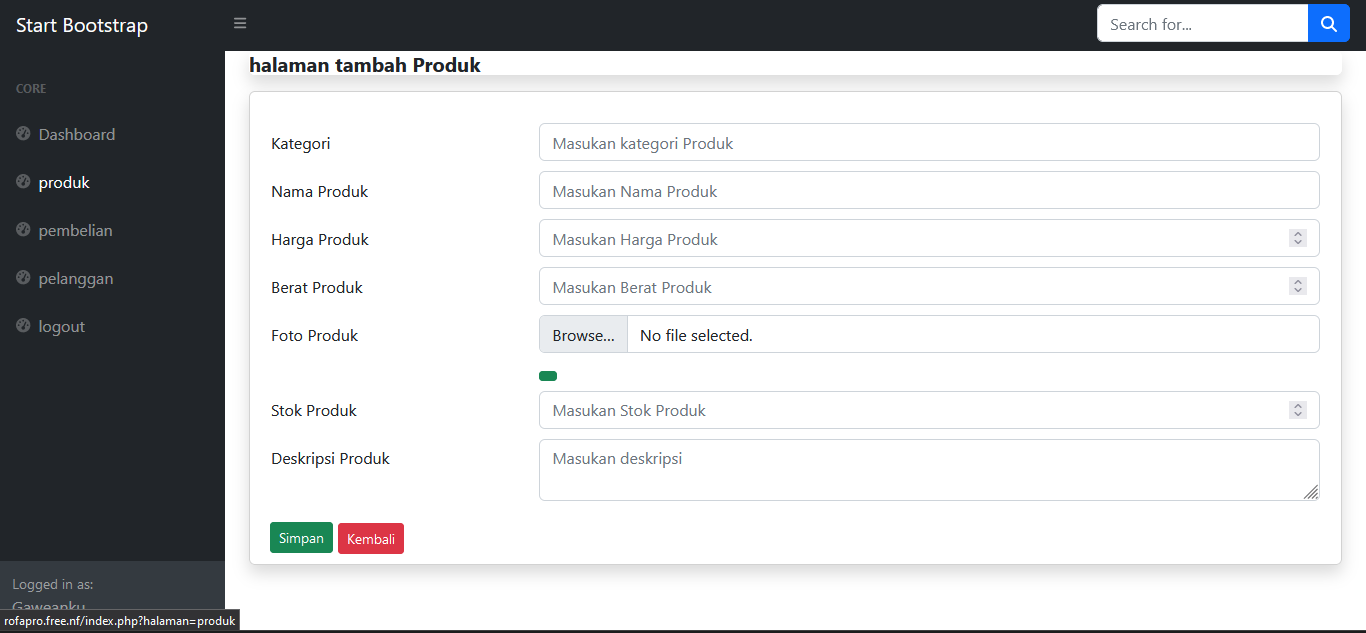 Start Bootstrap
Search for...
CORE
Dashboard
produk
pembelian
pelanggan
logout
halaman tambah Produk
Kategori
Masukan kategori Produk
Nama Produk
Masukan Nama Produk
Harga Produk
Masukan Harga Produk
Berat Produk
Masukan Berat Produk
Foto Produk
Browse... No file selected.
Stok Produk
Masukan Stok Produk
Deskripsi Produk
Masukan deskripsi
Simpan Kembali
Logged in as:
Gaweanku
rofapro.free.nf/index.php?halaman=produk